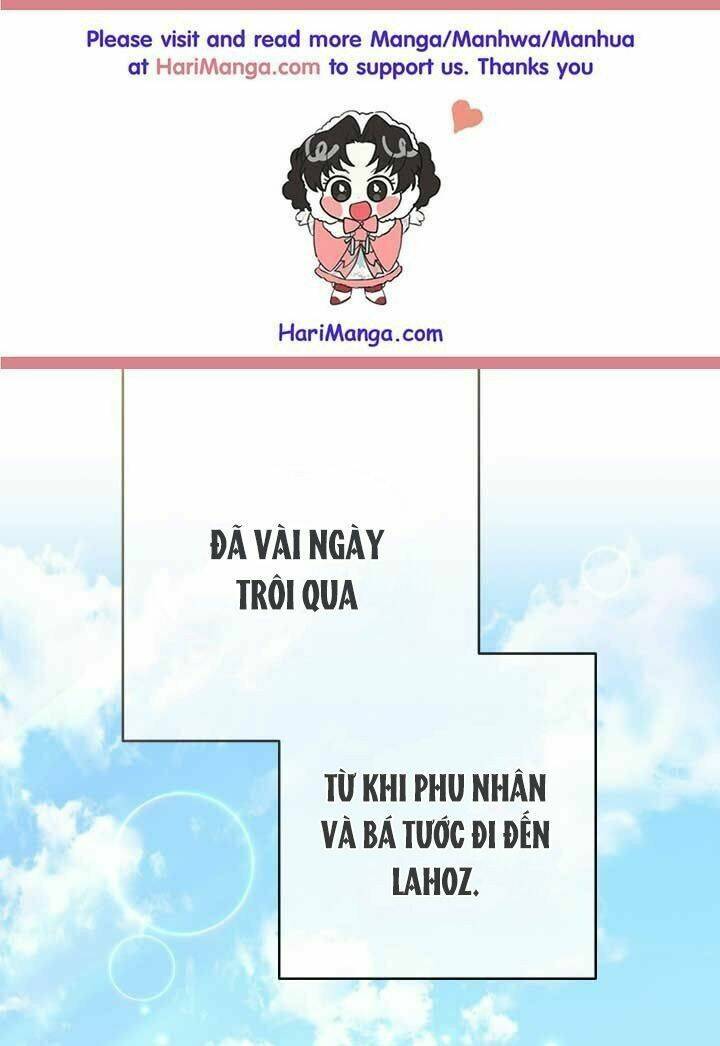 Please visit and read more Manga/Manhwa/Manhua
at HariManga.com to support us. Thanks you
HariManga.com
ĐÃ VÀI NGÀY
TRÔI QUA
TỪ KHI PHU NHÂN
VÀ BÁ TƯỚC ĐI ĐẾN
LAHOZ.